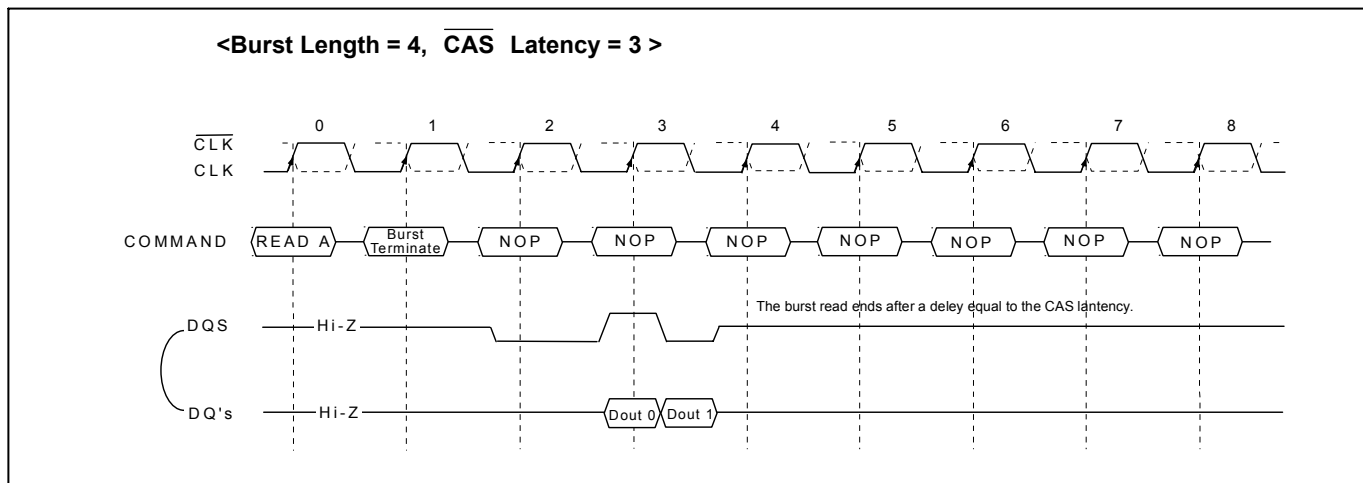 <Burst Length = 4, CAS Latency = 3 >
0 1 2 3 4 5 6 7 8
CLK
CLK
COMMAND READ A Burst Terminate NOP NOP NOP NOP NOP NOP NOP
The burst read ends after a deley equal to the CAS lantency.
DQS Hi-Z
DQ's Hi-Z Dout 0 Dout 1